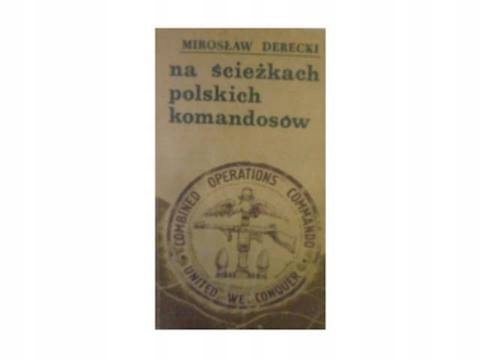 MIROSŁAW DERECKI
na ścieżkach
polskich
komandosów
COMBINED OPERATIONS COMMANDO
UNITED WE CONQUER